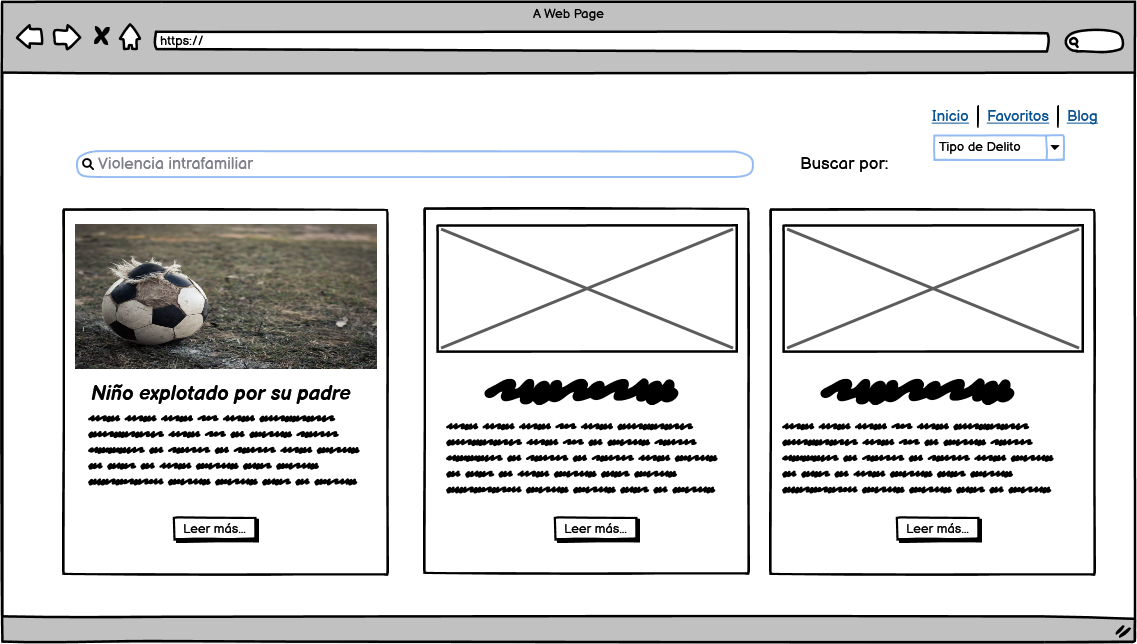 A Web Page
https://
Inicio Favoritos Blog
Tipo de Delito
Violencia intrafamiliar
Buscar por:
Niño explotado por su padre
Leer más...
Leer más...
Leer más...